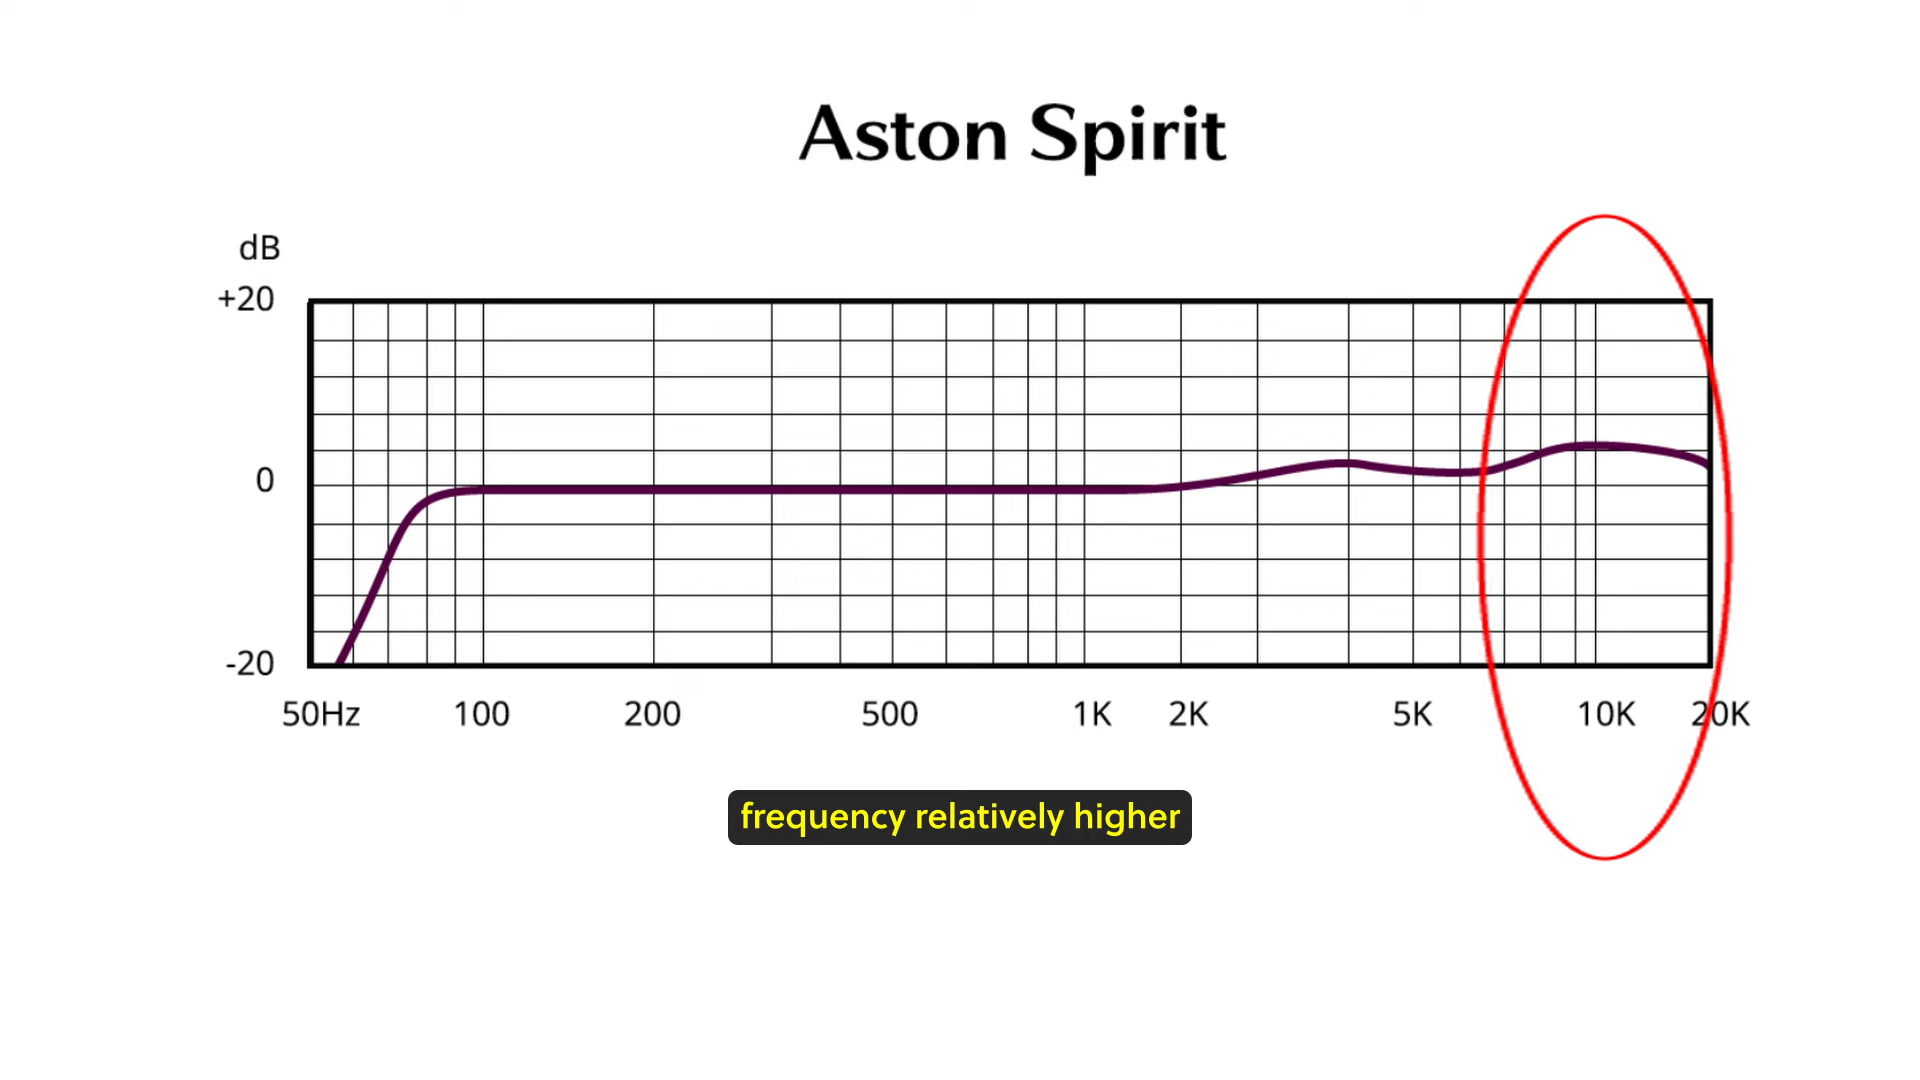 Aston Spirit
dB
+20
0
-20
50Hz 100 200 500 1K 2K 5K 10K 20K
frequency relatively higher